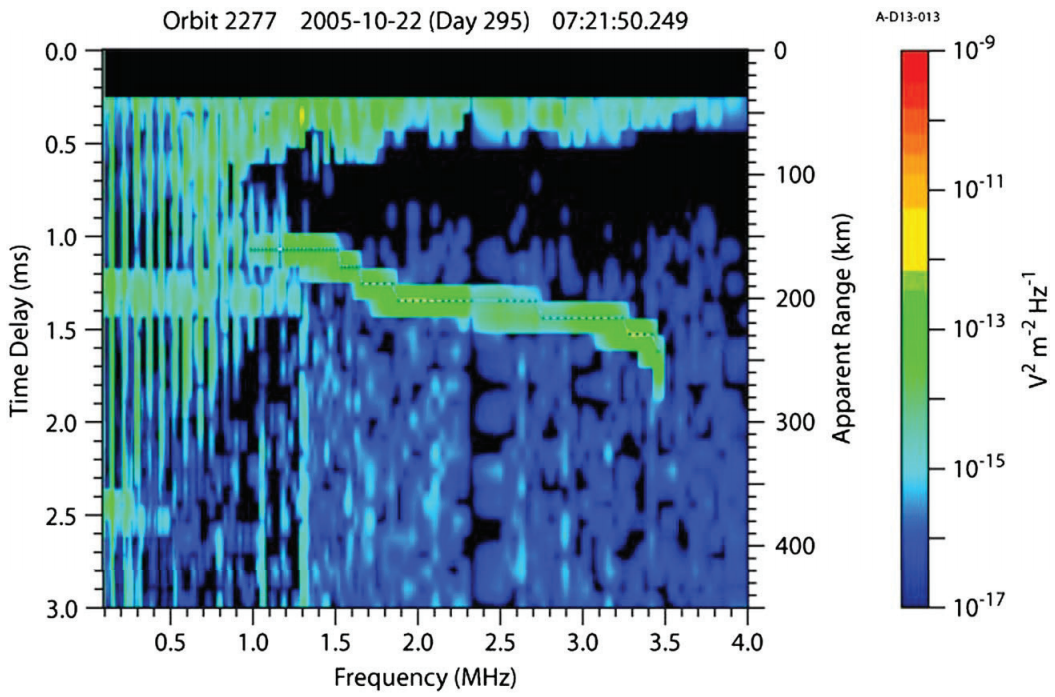 Orbit 2277 2005-10-22 (Day 295) 07:21:50.249
A-D13-013
0.0
0.5
1.0
1.5
2.0
2.5
3.0
Time Delay (ms)
0.5 1.0 1.5 2.0 2.5 3.0 3.5 4.0
Frequency (MHz)
0
100
200
300
400
Apparent Range (km)
10⁻⁹
10⁻¹¹
10⁻¹³
10⁻¹⁵
10⁻¹⁷
V² m⁻² Hz⁻¹